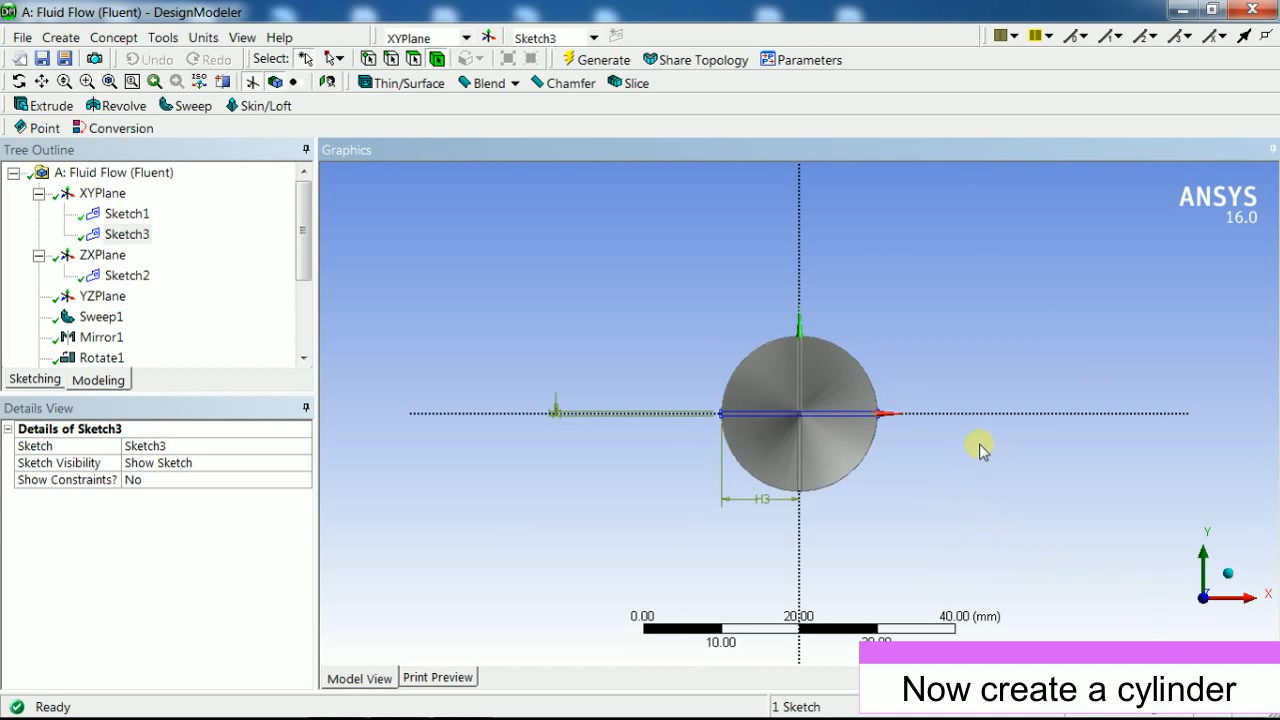 A: Fluid Flow (Fluent) - DesignModeler
File Create Concept Tools Units View Help XYPlane Sketch3
Undo Redo Select: Generate Share Topology Parameters
ISO Thin/Surface Blend Chamfer Slice
Extrude Revolve Sweep Skin/Loft
Point Conversion
Tree Outline
A: Fluid Flow (Fluent)
XYPlane
Sketch1
Sketch3
ZXPlane
Sketch2
YZPlane
Sweep1
Mirror1
Rotate1
Sketching Modeling
Details View
Details of Sketch3
Sketch Sketch3
Sketch Visibility Show Sketch
Show Constraints? No
Graphics
ANSYS
16.0
H3
Y
X
0.00 20.00 40.00 (mm)
10.00
Model View Print Preview
Now create a cylinder
Ready 1 Sketch